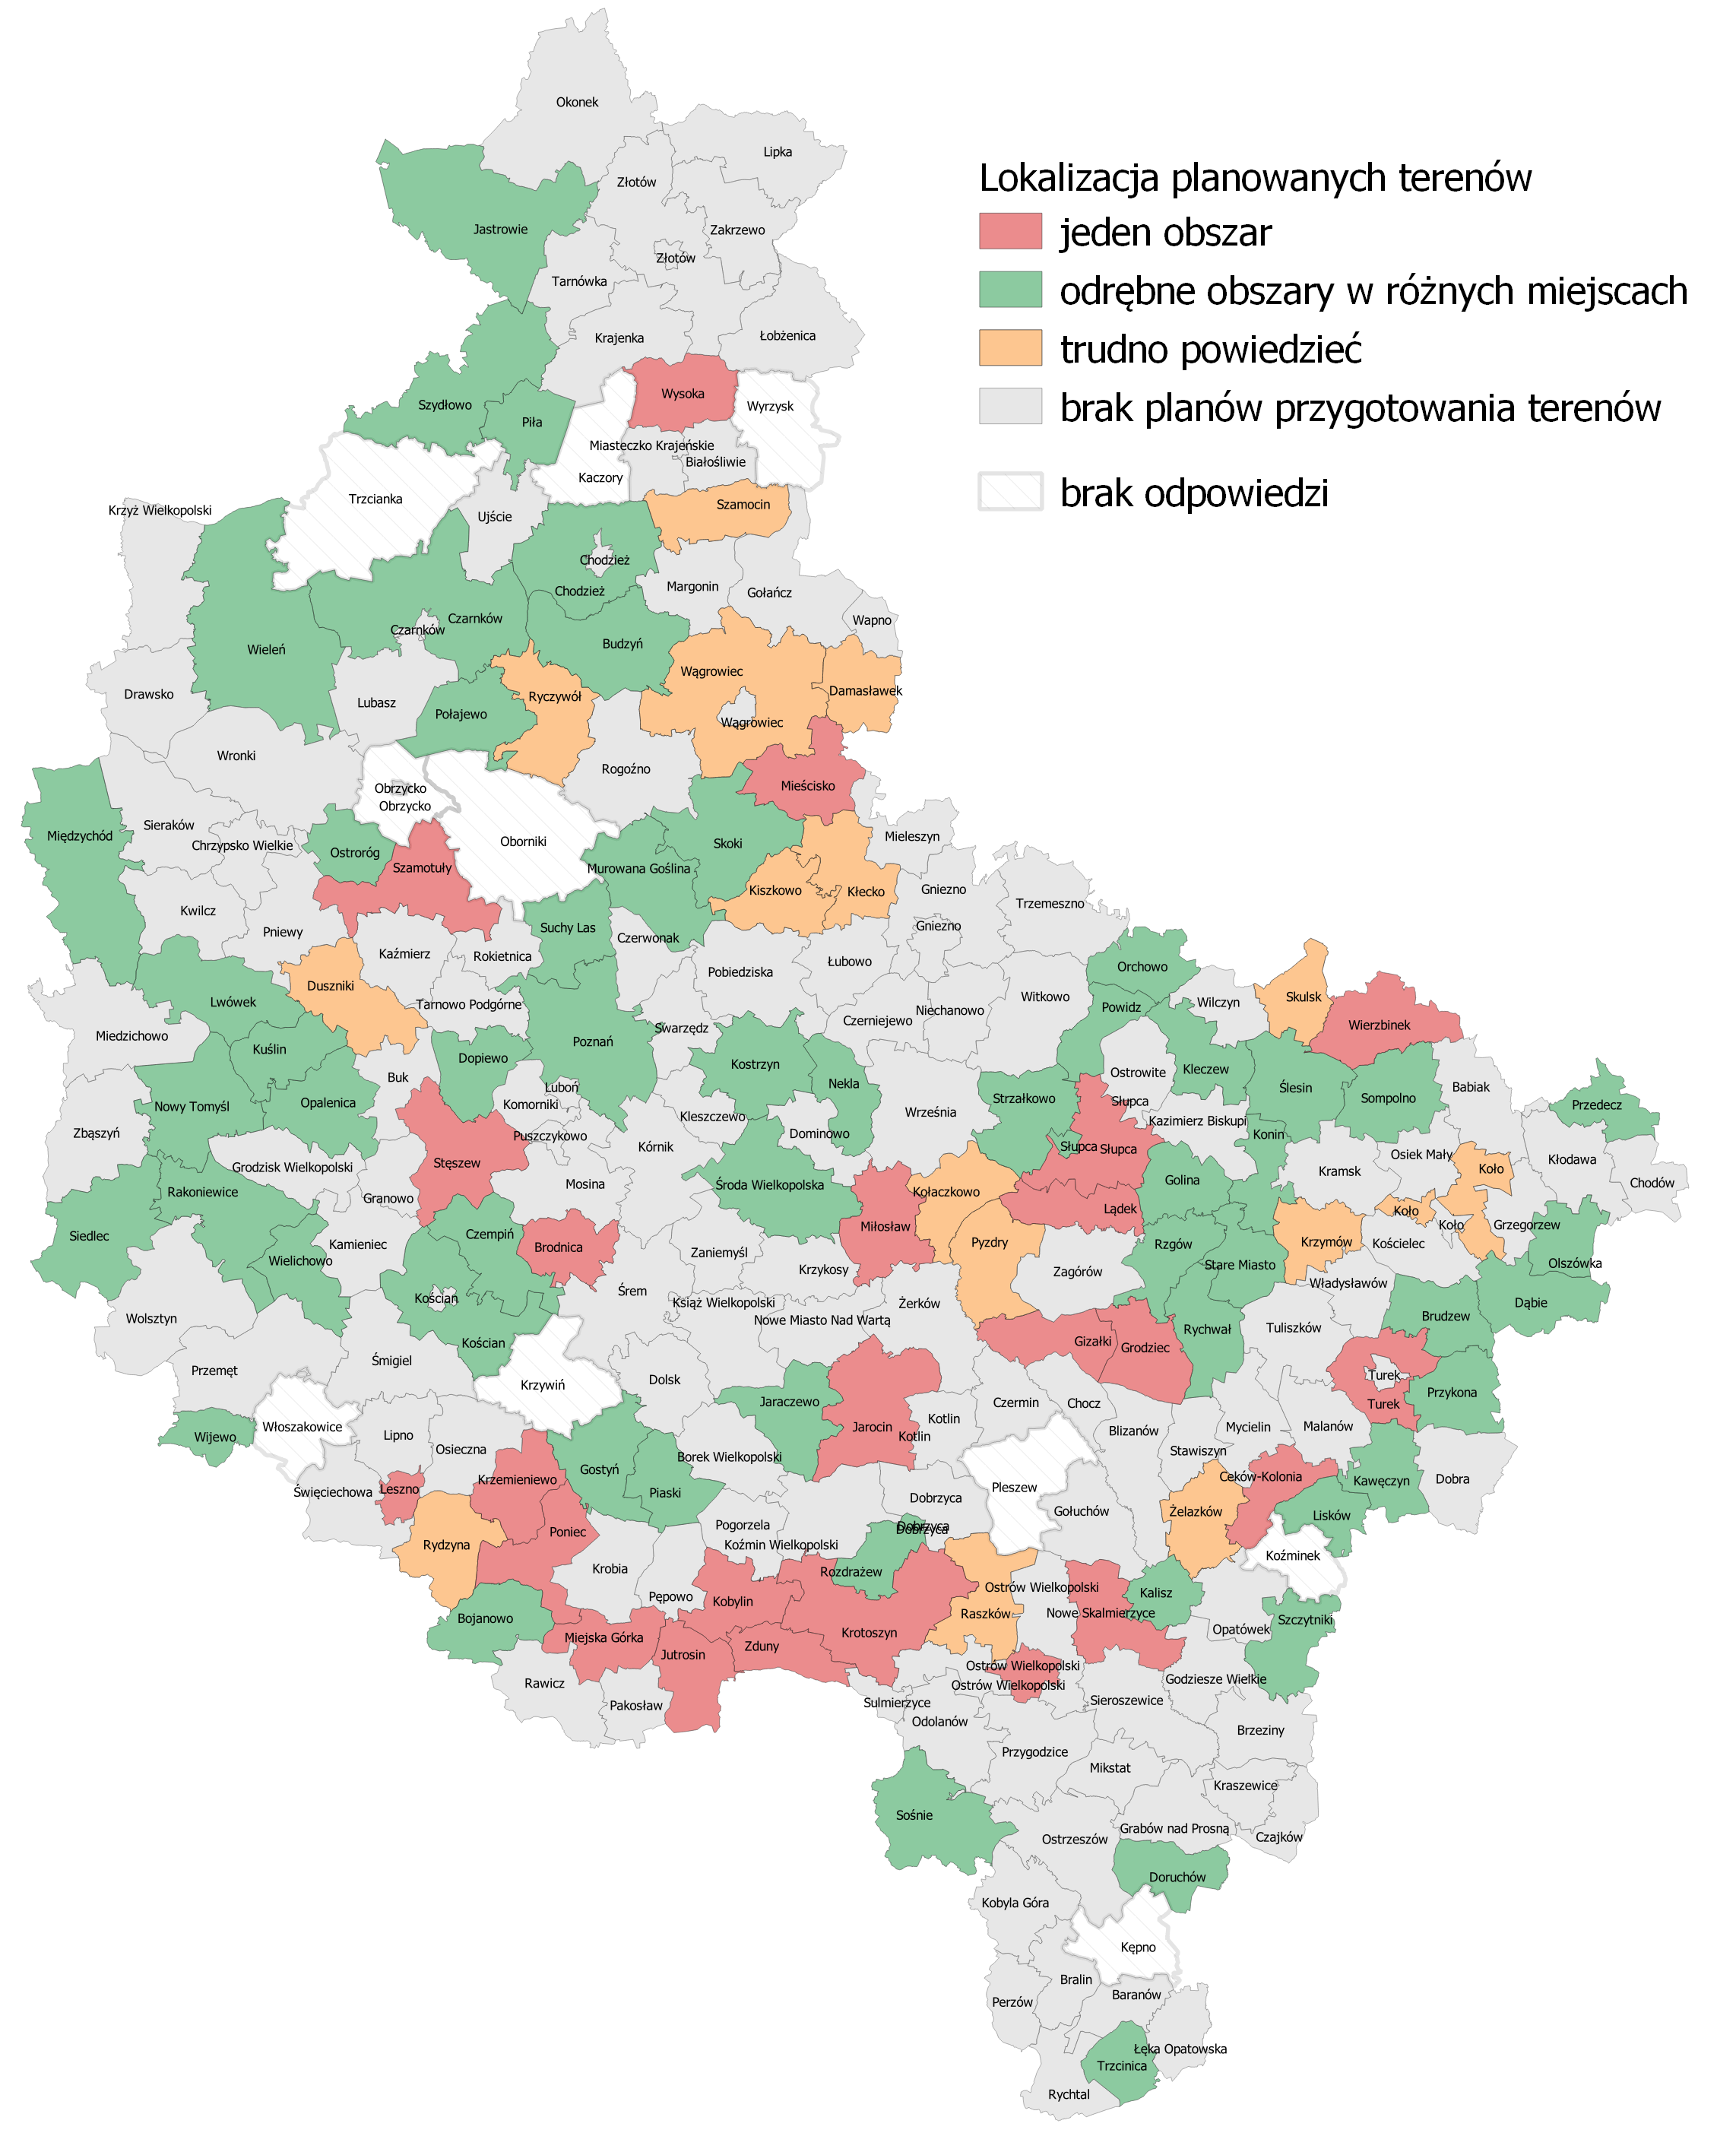 Lokalizacja planowanych terenów
jeden obszar
odrębne obszary w różnych miejscach
trudno powiedzieć
brak planów przygotowania terenów
brak odpowiedzi
Okonek
Lipka
Złotów
Jastrowie
Zakrzewo
Złotów
Tarnówka
Krajenka
Łobżenica
Wysoka
Szydłowo
Wyrzysk
Piła
Miasteczko Krajeńskie
Białośliwie
Kaczory
Trzcianka
Szamocin
Krzyż Wielkopolski
Ujście
Chodzież
Margonin
Chodzież
Gołańcz
Czarnków
Wapno
Czarnków
Budzyń
Wieleń
Wągrowiec
Damasławek
Drawsko
Ryczywół
Lubasz
Połajewo
Wągrowiec
Wronki
Rogoźno
Mieścisko
Obrzycko
Obrzycko
Sieraków
Międzychód
Mieleszyn
Oborniki
Skoki
Chrzypsko Wielkie
Ostroróg
Szamotuły
Murowana Goślina
Kiszkowo
Kłecko
Gniezno
Trzemeszno
Kwilcz
Gniezno
Suchy Las
Pniewy
Czerwonak
Kaźmierz
Rokietnica
Łubowo
Orchowo
Pobiedziska
Duszniki
Witkowo
Skulsk
Lwówek
Tarnowo Podgórne
Wilczyn
Powidz
Niechanowo
Czerniejewo
Wierzbinek
Swarzędz
Miedzichowo
Poznań
Kuślin
Dopiewo
Kostrzyn
Kleczew
Ostrowite
Buk
Nekla
Luboń
Ślesin
Babiak
Strzałkowo
Sompolno
Słupca
Opalenica
Komorniki
Nowy Tomyśl
Przedecz
Września
Kleszczewo
Kazimierz Biskupi
Zbąszyń
Dominowo
Konin
Puszczykowo
Kórnik
Słupca
Słupca
Osiek Mały
Kłodawa
Stęszew
Grodzisk Wielkopolski
Koło
Kramsk
Golina
Chodów
Mosina
Środa Wielkopolska
Rakoniewice
Kołaczkowo
Granowo
Lądek
Koło
Miłosław
Koło
Grzegorzew
Siedlec
Czempiń
Pyzdry
Krzymów
Kościelec
Kamieniec
Rzgów
Brodnica
Zaniemyśl
Wielichowo
Stare Miasto
Olszówka
Krzykosy
Zagórów
Władysławów
Śrem
Kościan
Książ Wielkopolski
Żerków
Dąbie
Wolsztyn
Nowe Miasto Nad Wartą
Brudzew
Tuliszków
Rychwał
Kościan
Gizałki
Grodziec
Śmigiel
Przemęt
Turek
Dolsk
Krzywiń
Przykona
Jaraczewo
Czermin
Chocz
Turek
Kotlin
Włoszakowice
Jarocin
Mycielin
Malanów
Blizanów
Lipno
Wijewo
Kotlin
Osieczna
Stawiszyn
Borek Wielkopolski
Gostyń
Ceków-Kolonia
Krzemieniewo
Kawęczyn
Dobra
Leszno
Święciechowa
Pleszew
Piaski
Dobrzyca
Gołuchów
Żelazków
Lisków
Pogorzela
Dobrzyca
Dobrzyca
Poniec
Rydzyna
Koźmin Wielkopolski
Koźminek
Krobia
Rozdrażew
Ostrów Wielkopolski
Kalisz
Pępowo
Kobylin
Nowe Skalmierzyce
Raszków
Bojanowo
Szczytniki
Opatówek
Krotoszyn
Miejska Górka
Zduny
Jutrosin
Ostrów Wielkopolski
Godziesze Wielkie
Rawicz
Ostrów Wielkopolski
Sieroszewice
Sulmierzyce
Pakosław
Odolanów
Brzeziny
Przygodzice
Mikstat
Kraszewice
Sośnie
Grabów nad Prosną
Czajków
Ostrzeszów
Doruchów
Kobyla Góra
Kępno
Bralin
Baranów
Perzów
Łęka Opatowska
Trzcinica
Rychtal